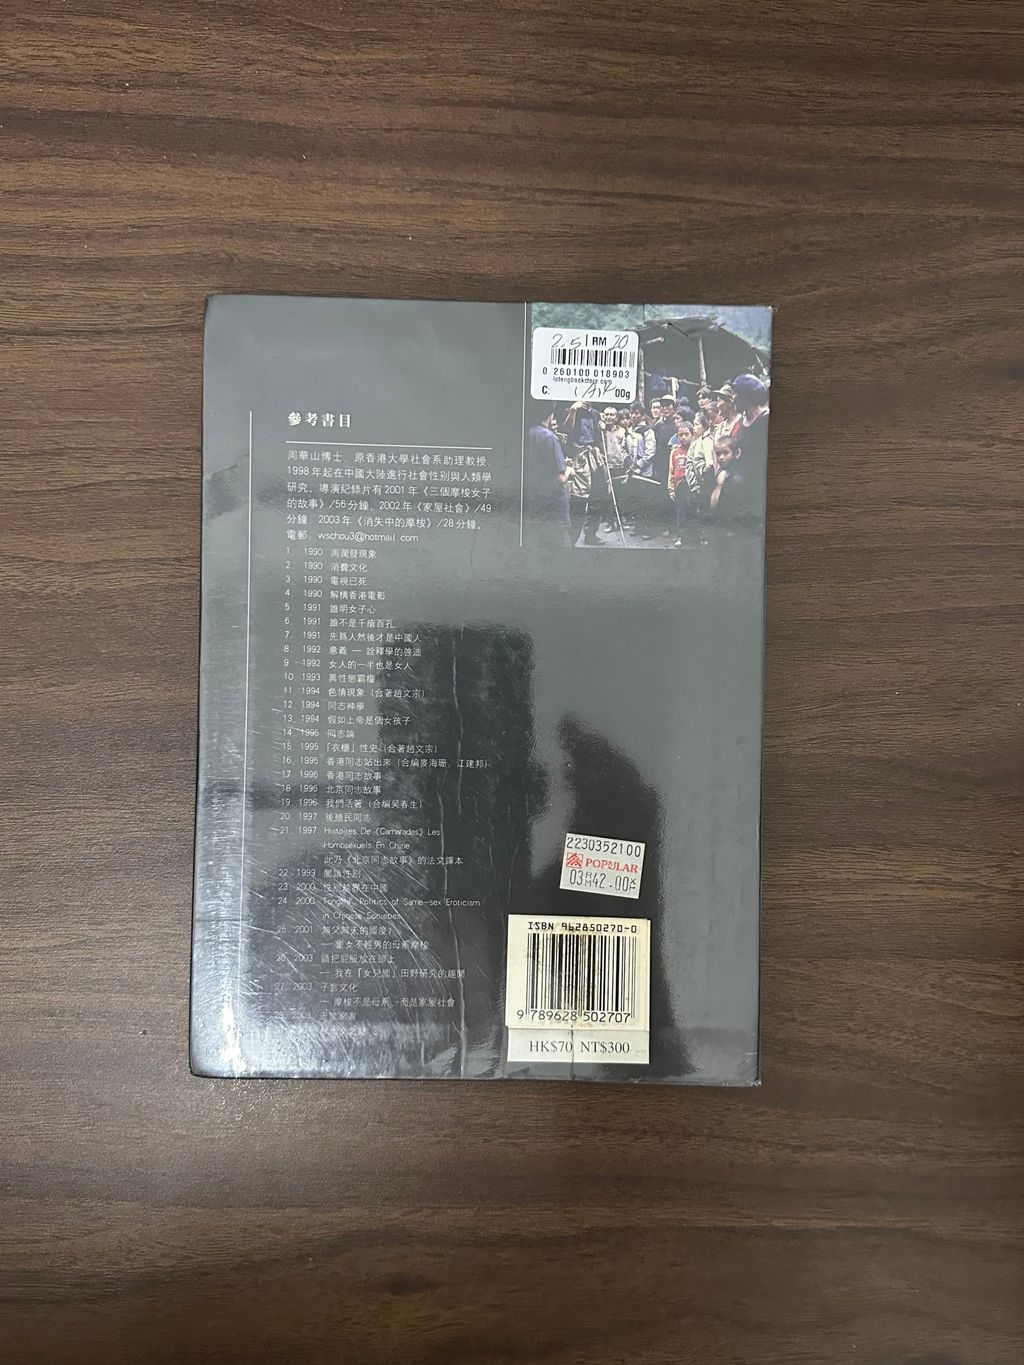 2.5 | RM 20
0 260100 018903
C: 00g
參考書目
周華山博士，原香港大學社會系助理教授，
1998年起在中國大陸進行社會性別與人類學
研究。導演紀錄片有2001年《三個摩梭女子
的故事》/56分鐘，2002年《家屋社會》/49
分鐘，2003年《消失中的摩梭》/28分鐘。
電郵：wschou3@hotmail.com
1. 1990 周潤發現象
2. 1990 消費文化
3. 1990 電視已死
4 1990 解構香港電影
5 1991 誰明女子心
6 1991 誰不是千瘡百孔
7 1991 先爲人然後才是中國人
8. 1992 意義 — 詮釋學的啓迪
9 1992 女人的一半也是女人
10 1993 異性戀霸權
11 1994 色情現象（合著趙文宗）
12 1994 同志神學
13 1994 假如上帝是個女孩子
14 1995 同志論
15 1995 「衣櫃」性史（合著趙文宗）
16 1995 香港同志站出來（合編麥海珊、江建邦）
17 1996 香港同志故事
18 1996 北京同志故事
19 1996 我們活著（合編吳春生）
20 1997 後殖民同志
21. 1997 Histoires De《Camarades》Les
Homosexuels En Chine
此乃《北京同志故事》的法文譯本
22 1999 閱讀性別
23. 2000 性別越界在中國
24. 2000 Tongzhi: Politics of Same-sex Eroticism
in Chinese Societies
25 2001 無父無夫的國度？
— 重女不輕男的母系摩梭
26 2003 請把屁股放在頭上
— 我在「女兒國」田野研究的趣聞
27 2003 子宮文化
— 摩梭不是母系，而是家屋社會
2230352100
POPULAR
03 RM42.00
ISBN 962850270-0
9 789628 502707
HK$70 NT$300